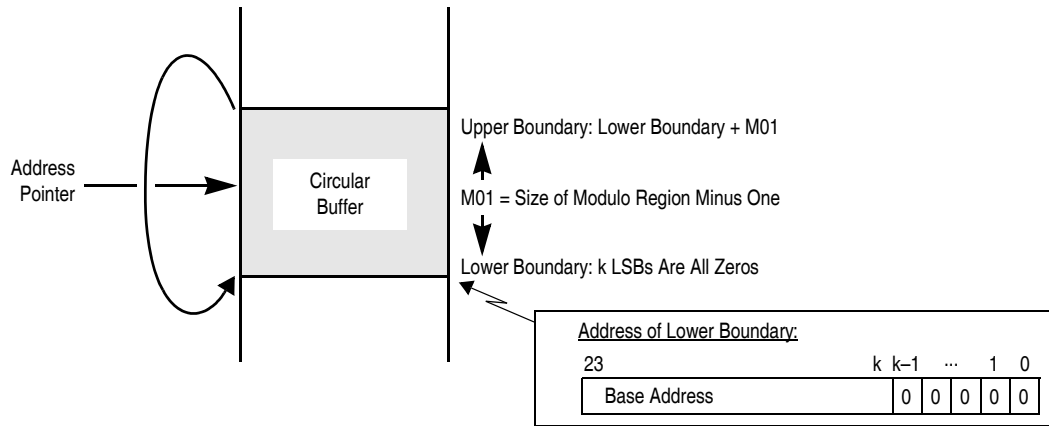 Upper Boundary: Lower Boundary + M01
Address
Pointer
Circular
Buffer
M01 = Size of Modulo Region Minus One
Lower Boundary: k LSBs Are All Zeros
Address of Lower Boundary:
23 k k–1 ... 1 0
Base Address 0 0 0 0 0